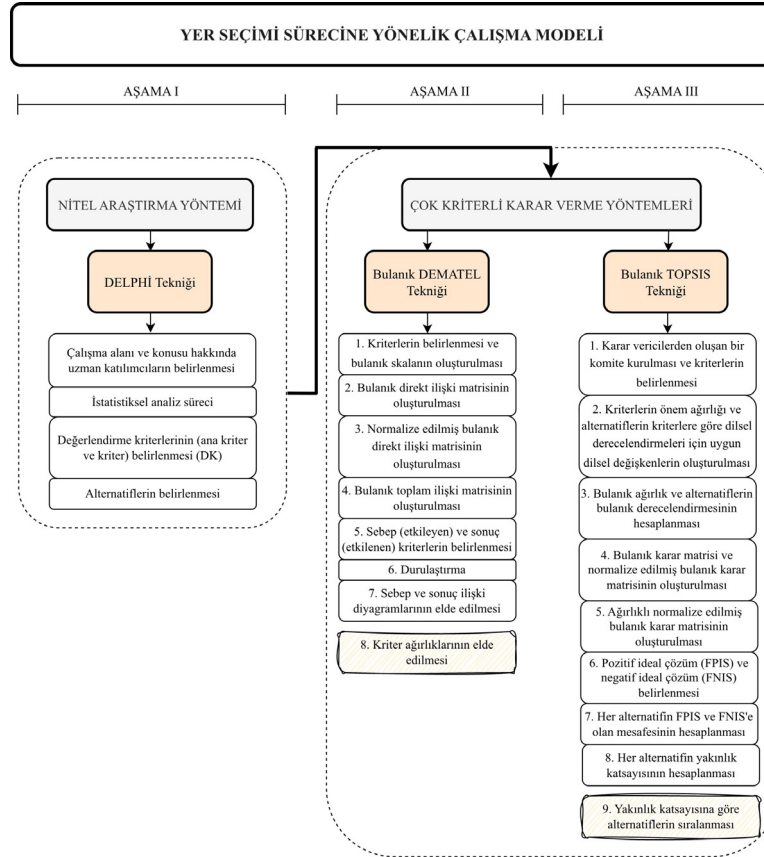 YER SEÇİMİ SÜRECİNE YÖNELİK ÇALIŞMA MODELİ
AŞAMA I
AŞAMA II
AŞAMA III
NİTEL ARAŞTIRMA YÖNTEMİ
DELPHİ Tekniği
Çalışma alanı ve konusu hakkında
uzman katılımcıların belirlenmesi
İstatistiksel analiz süreci
Değerlendirme kriterlerinin (ana kriter
ve kriter) belirlenmesi (DK)
Alternatiflerin belirlenmesi
ÇOK KRİTERLİ KARAR VERME YÖNTEMLERİ
Bulanık DEMATEL
Tekniği
1. Kriterlerin belirlenmesi ve
bulanık skalanın oluşturulması
2. Bulanık direkt ilişki matrisinin
oluşturulması
3. Normalize edilmiş bulanık
direkt ilişki matrisinin
oluşturulması
4. Bulanık toplam ilişki matrisinin
oluşturulması
5. Sebep (etkileyen) ve sonuç
(etkilenen) kriterlerin belirlenmesi
6. Durulaştırma
7. Sebep ve sonuç ilişki
diyagramlarının elde edilmesi
8. Kriter ağırlıklarının elde
edilmesi
Bulanık TOPSIS
Tekniği
1. Karar vericilerden oluşan bir
komite kurulması ve kriterlerin
belirlenmesi
2. Kriterlerin önem ağırlığı ve
alternatiflerin kriterlere göre dilsel
derecelendirmeleri için uygun
dilsel değişkenlerin oluşturulması
3. Bulanık ağırlık ve alternatiflerin
bulanık derecelendirmesinin
hesaplanması
4. Bulanık karar matrisi ve
normalize edilmiş bulanık karar
matrisinin oluşturulması
5. Ağırlıklı normalize edilmiş
bulanık karar matrisinin
oluşturulması
6. Pozitif ideal çözüm (FPIS) ve
negatif ideal çözüm (FNIS)
belirlenmesi
7. Her alternatifin FPIS ve FNIS'e
olan mesafesinin hesaplanması
8. Her alternatifin yakınlık
katsayısının hesaplanması
9. Yakınlık katsayısına göre
alternatiflerin sıralanması